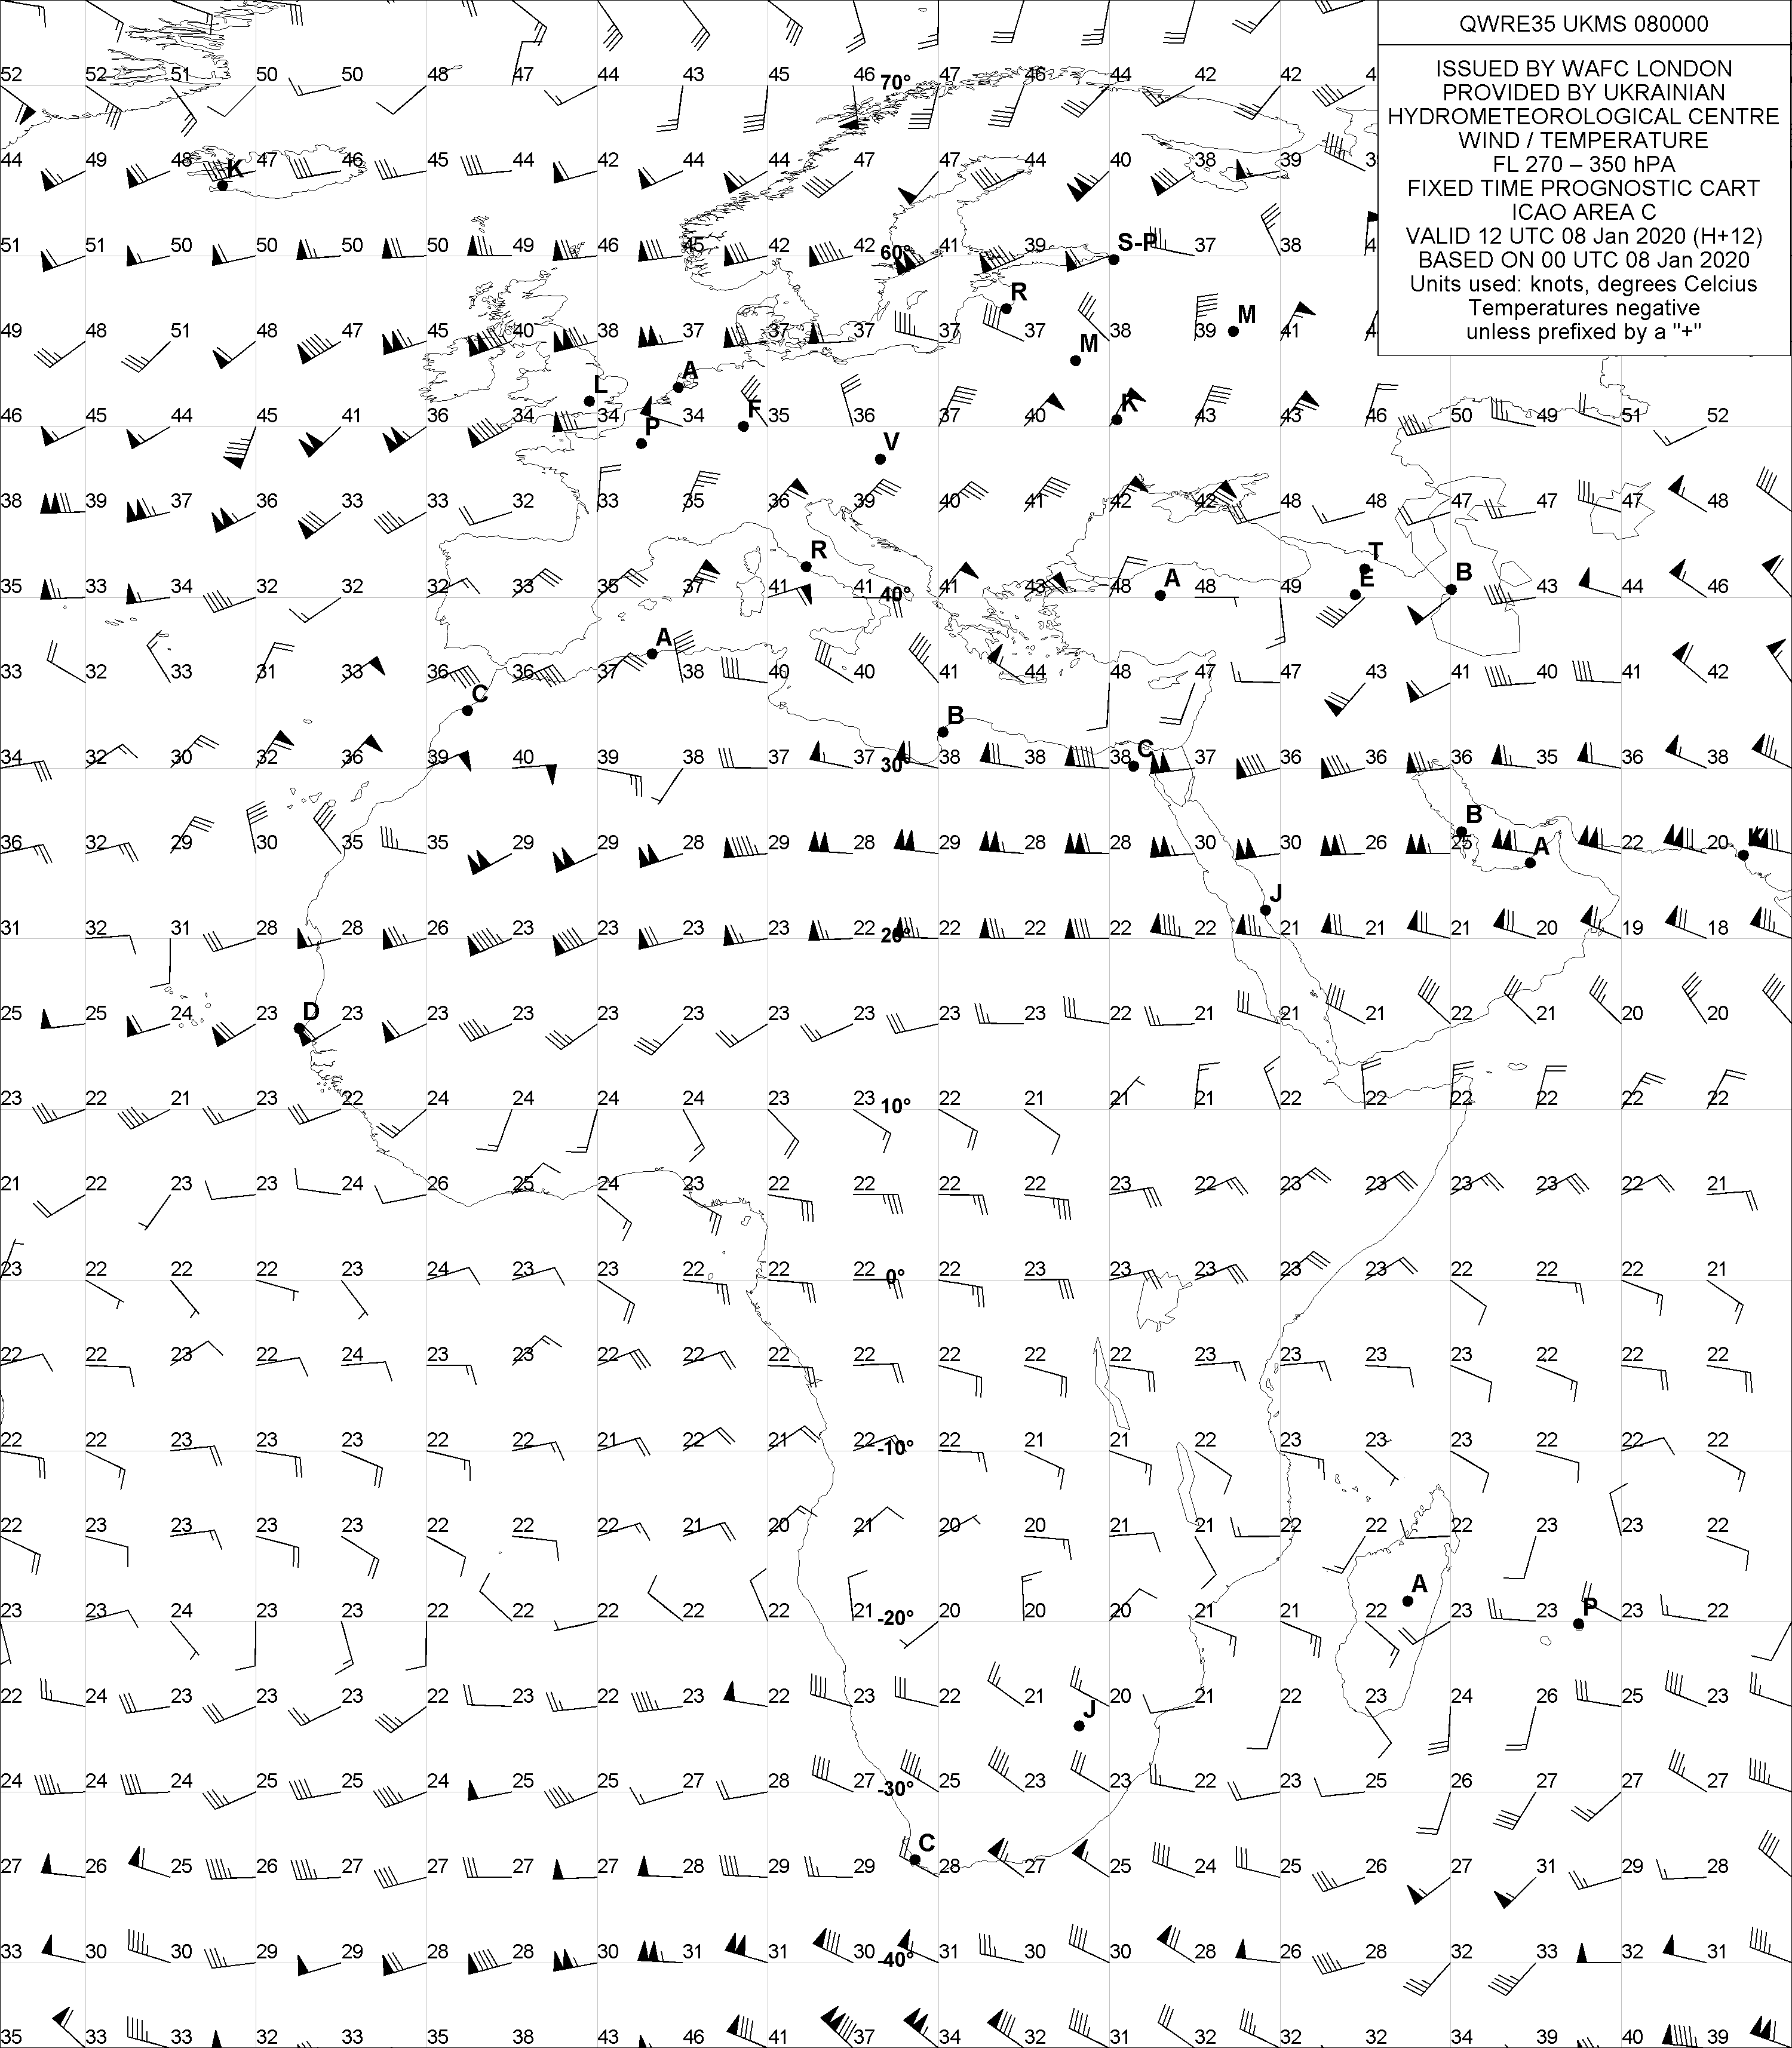 QWRE35 UKMS 080000
ISSUED BY WAFC LONDON
PROVIDED BY UKRAINIAN
HYDROMETEOROLOGICAL CENTRE
WIND / TEMPERATURE
FL 270 – 350 hPA
FIXED TIME PROGNOSTIC CART
ICAO AREA C
VALID 12 UTC 08 Jan 2020 (H+12)
BASED ON 00 UTC 08 Jan 2020
Units used: knots, degrees Celcius
Temperatures negative
unless prefixed by a "+"
52 52 51 50 50 48 47 44 43 45 46 70° 47 46 44 42 42 4
44 49 48 47 46 45 44 42 44 47 47 44 40 38 39 3
K
51 51 50 50 50 50 49 46 45 42 42 60° 41 39 S-P 37 38 4
R
49 48 51 48 47 45 40 38 37 37 37 37 37 38 39 M 41 4
M
A
L
46 45 44 45 41 36 34 34 F 34 35 36 37 40 K 43 43 46 50 49 51 52
P V
38 39 37 36 33 33 32 33 35 36 39 40 41 42 42 48 48 47 47 47 48
R T
35 33 34 32 32 32 33 35 37 41 41 40° 41 43 48 A 48 49 E B 43 44 46
A
33 32 33 31 33 36 36 37 38 40 40 41 44 48 47 47 43 41 40 41 42
C
B
34 32 30 32 36 39 40 39 38 37 37 30° 38 38 38 C 37 36 36 36 35 36 38
B
36 32 29 30 35 35 29 29 28 29 28 29 28 28 30 30 26 25 A 22 20 K
J
31 32 31 28 28 26 23 23 23 23 22 20° 22 22 22 22 21 21 21 20 19 18
D
25 25 24 23 23 23 23 23 23 23 23 23 23 22 21 21 21 22 21 20 20
23 22 21 23 22 24 24 24 24 23 23 10° 22 21 21 21 22 22 22 22 22 22
21 22 23 23 24 26 25 24 23 22 22 22 22 23 22 23 23 23 23 22 21
23 22 22 22 23 24 23 23 22 22 22 0° 22 23 23 23 23 23 22 22 22 21
22 22 23 22 24 23 23 22 22 22 22 22 22 22 23 23 23 23 22 22 22
22 22 23 23 23 22 22 21 22 21 22 -10° 22 21 21 22 23 23 23 22 22 22
22 23 23 23 23 22 22 22 21 20 21 20 20 21 21 22 22 22 23 23 22
A
23 23 24 23 23 22 22 22 22 22 21 -20° 20 20 20 21 21 22 23 23 P 23 22
22 24 23 23 23 22 23 22 23 22 23 22 21 20 21 22 23 24 26 25 23
J
24 24 24 25 25 24 25 25 27 28 27 -30° 25 23 23 22 23 25 26 27 27 27
C
27 26 25 26 27 27 27 27 28 29 29 28 27 25 24 25 26 27 31 29 28
33 30 30 29 29 28 28 30 31 31 30 -40° 31 30 30 28 26 28 32 33 32 31
35 33 33 32 33 35 38 43 46 41 37 34 32 31 32 32 32 34 39 40 39